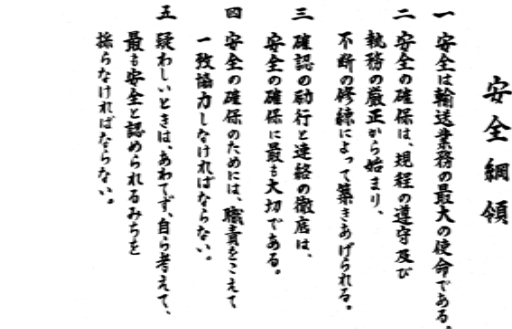 安全綱領
一 安全は輸送業務の最大の使命である。
二 安全の確保は、規程の遵守及び
執務の厳正から始まり、
不断の修練によって築きあげられる。
三 確認の励行と連絡の徹底は、
安全の確保に最も大切である。
四 安全の確保のためには、職責をこえて
一致協力しなければならない。
五 疑わしいときは、あわてず、自ら考えて、
最も安全と認められるみちを
採らなければならない。